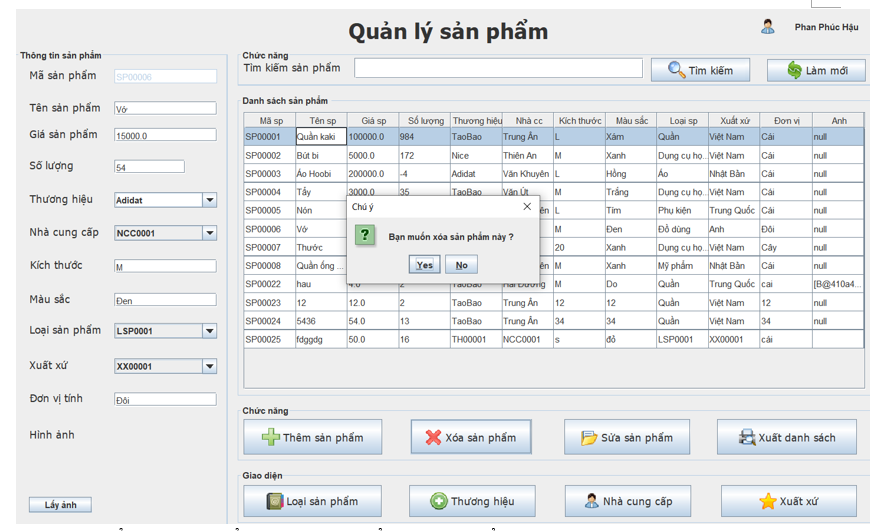 Quản lý sản phẩm
Phan Phúc Hậu
Thông tin sản phẩm
Mã sản phẩm SP00006
Tên sản phẩm Vở
Giá sản phẩm 15000.0
Số lượng 54
Thương hiệu Adidat
Nhà cung cấp NCC0001
Kích thước M
Màu sắc Đen
Loại sản phẩm LSP0001
Xuất xứ XX00001
Đơn vị tính Đôi
Hình ảnh
Lấy ảnh
Chức năng
Tìm kiếm sản phẩm Tìm kiếm Làm mới
Danh sách sản phẩm
Mã sp Tên sp Giá sp Số lượng Thương hiệu Nhà cc Kích thước Màu sắc Loại sp Xuất xứ Đơn vị Anh
SP00001 Quần kaki 100000.0 984 TaoBao Trung Ân L Xám Quần Việt Nam Cái null
SP00002 Bút bi 5000.0 172 Nice Thiên An M Xanh Dụng cụ họ... Việt Nam Cái null
SP00003 Áo Hoobi 200000.0 -4 Adidat Văn Khuyên L Hồng Áo Nhật Bản Cái null
SP00004 Tẩy 3000.0 35 TaoBao Văn Út M Trắng Dụng cụ họ... Việt Nam Cái null
SP00005 Nón L Tím Phụ kiện Trung Quốc Cái null
SP00006 Vở M Đen Đồ dùng Anh Đôi null
SP00007 Thước 20 Xanh Dụng cụ họ... Việt Nam Cây null
SP00008 Quần ống ... M Xanh Mỹ phẩm Nhật Bản Cái null
SP00022 hau 4.0 2 TaoBao Hải Dương M Do Quần Trung Quốc cai [B@410a4...
SP00023 12 12.0 2 TaoBao Trung Ân 12 12 Quần Việt Nam 12 null
SP00024 5436 54.0 13 TaoBao Trung Ân 34 34 Quần Việt Nam 34 null
SP00025 fdggdg 50.0 16 TH00001 NCC0001 s đỏ LSP0001 XX00001 cái
Chú ý
Bạn muốn xóa sản phẩm này ?
Yes No
Chức năng
Thêm sản phẩm Xóa sản phẩm Sửa sản phẩm Xuất danh sách
Giao diện
Loại sản phẩm Thương hiệu Nhà cung cấp Xuất xứ